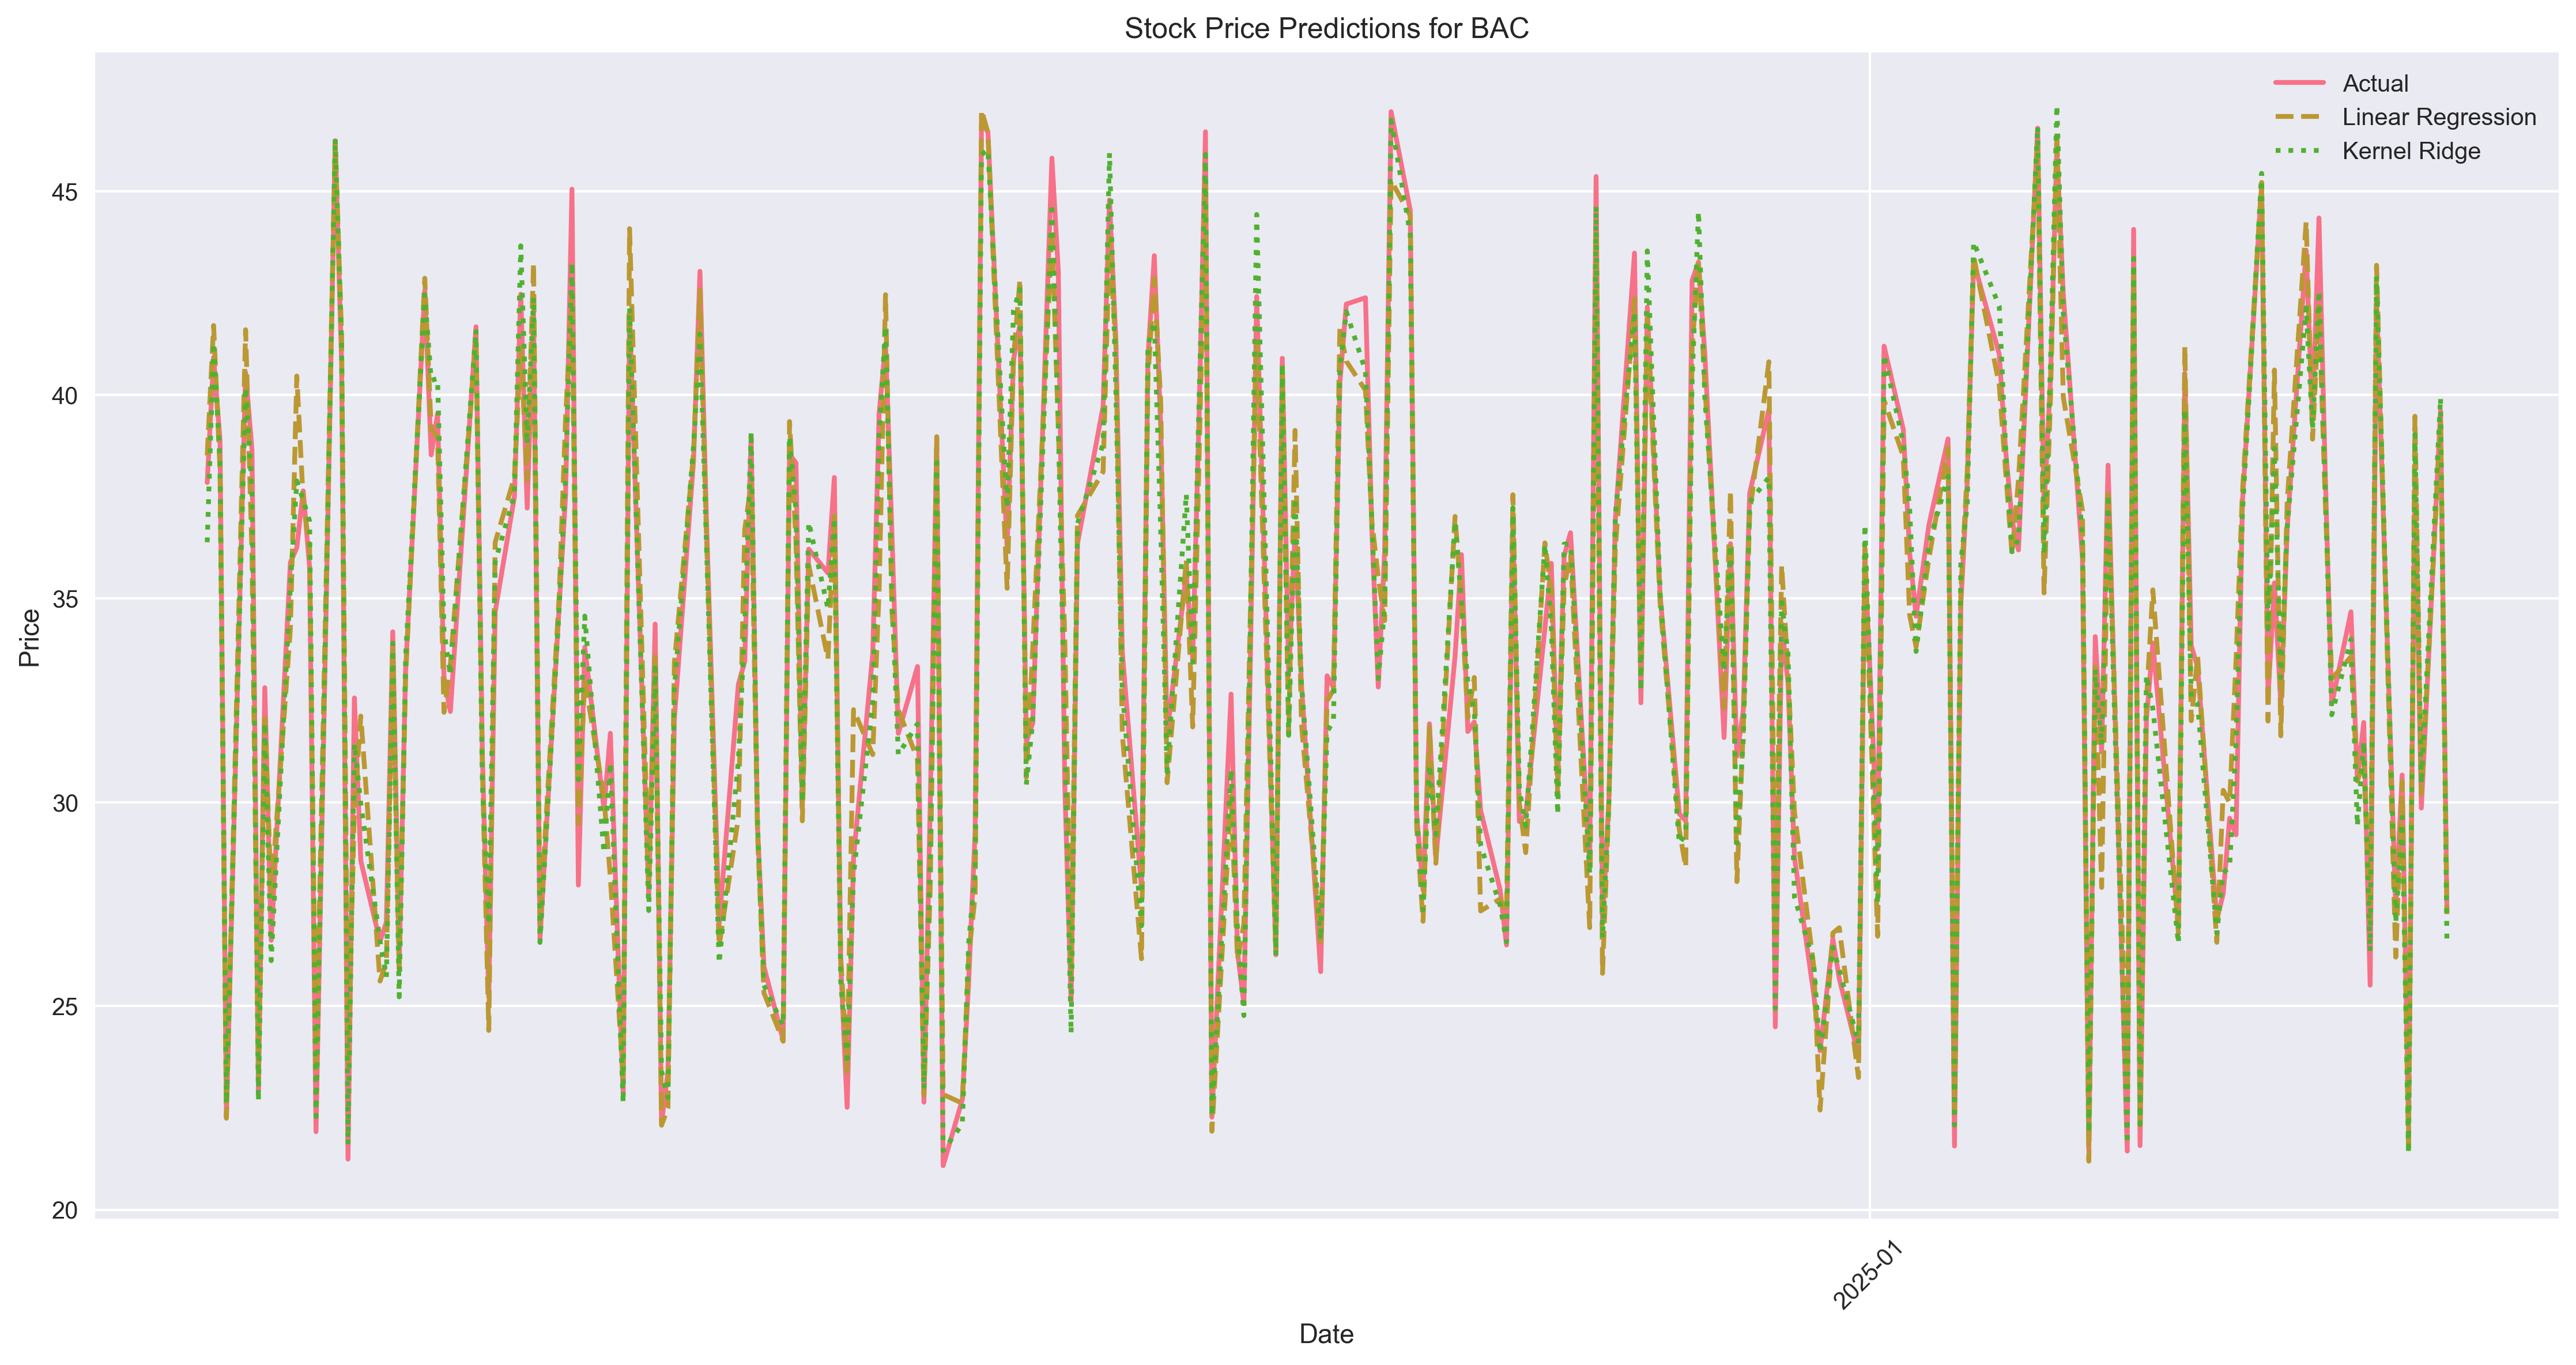 Stock Price Predictions for BAC
Actual
Linear Regression
Kernel Ridge
45
40
35
30
25
20
Price
2025-01
Date